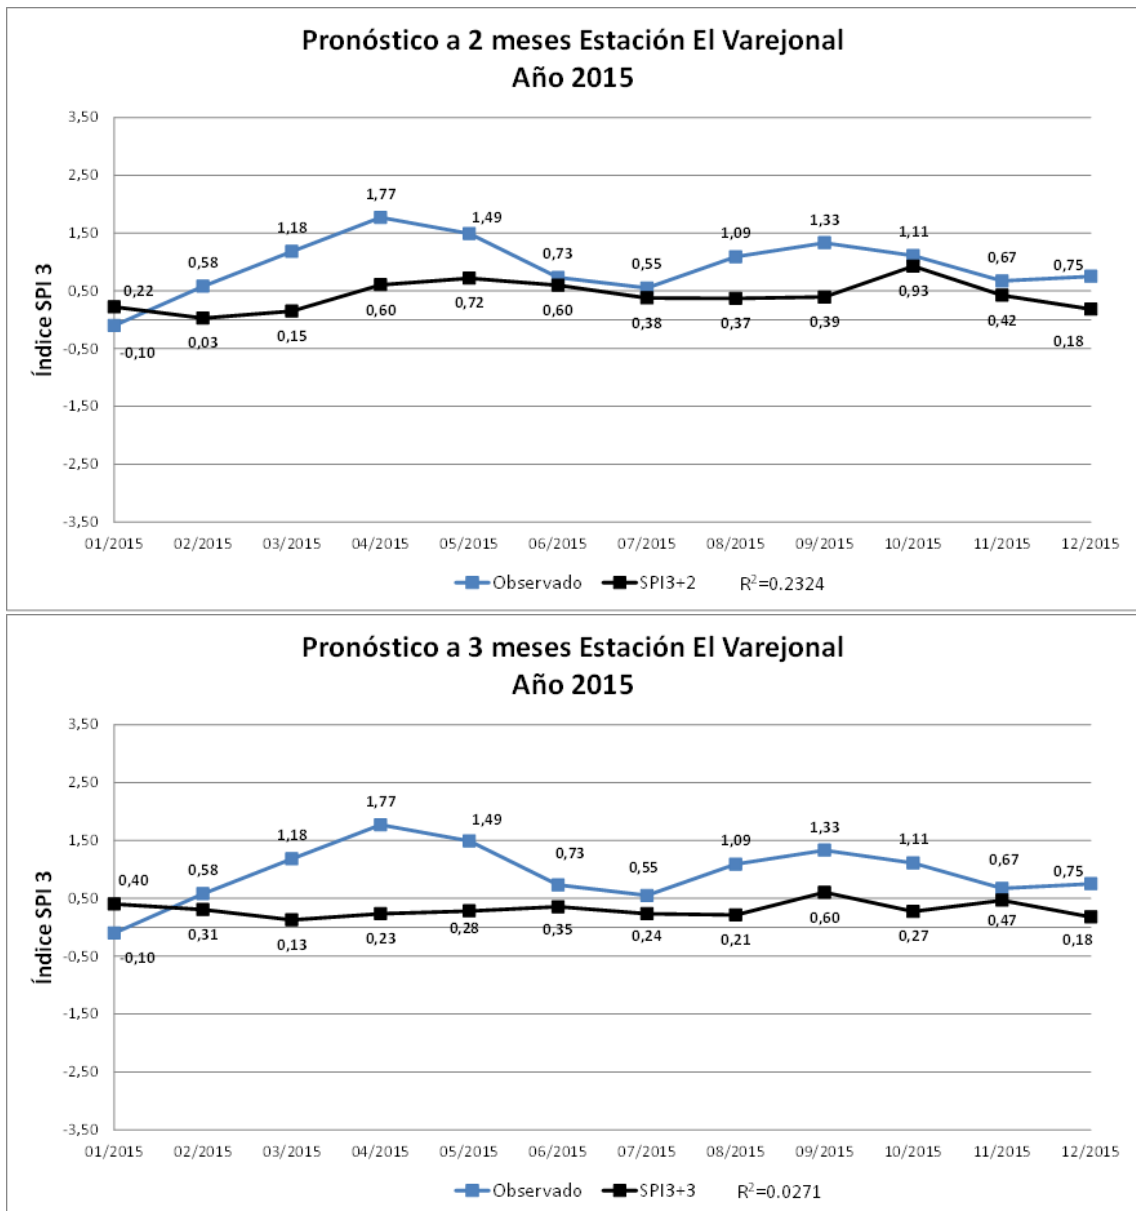 Pronóstico a 2 meses Estación El Varejonal
Año 2015
Índice SPI 3
3,50
2,50
1,50
0,50
-0,50
-1,50
-2,50
-3,50
0,22 0,58 1,18 1,77 1,49 0,73 0,55 1,09 1,33 1,11 0,67 0,75
-0,10 0,03 0,15 0,60 0,72 0,60 0,38 0,37 0,39 0,93 0,42 0,18
01/2015 02/2015 03/2015 04/2015 05/2015 06/2015 07/2015 08/2015 09/2015 10/2015 11/2015 12/2015
Observado SPI3+2 R²=0.2324
Pronóstico a 3 meses Estación El Varejonal
Año 2015
Índice SPI 3
3,50
2,50
1,50
0,50
-0,50
-1,50
-2,50
-3,50
0,40 0,58 1,18 1,77 1,49 0,73 0,55 1,09 1,33 1,11 0,67 0,75
-0,10 0,31 0,13 0,23 0,28 0,35 0,24 0,21 0,60 0,27 0,47 0,18
01/2015 02/2015 03/2015 04/2015 05/2015 06/2015 07/2015 08/2015 09/2015 10/2015 11/2015 12/2015
Observado SPI3+3 R²=0.0271